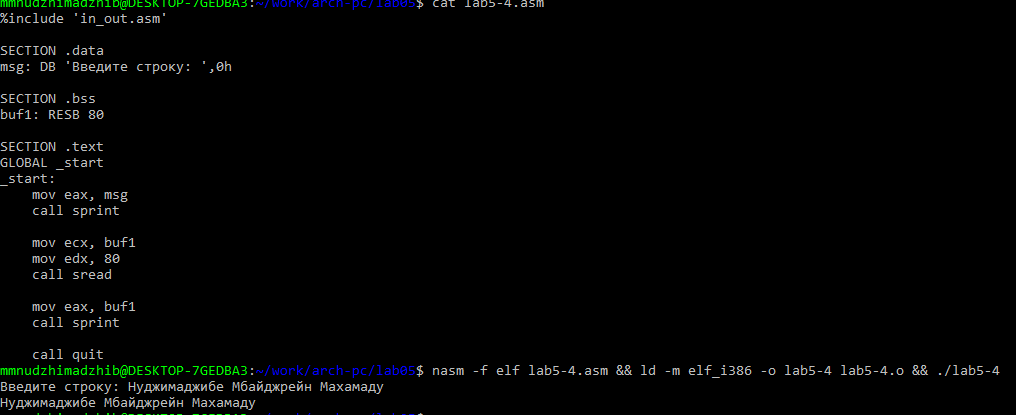 mmnudzhimadzhib@DESKTOP-7GEDBA3:~/work/arch-pc/lab05$ cat lab5-4.asm
%include 'in_out.asm'
SECTION .data
msg: DB 'Введите строку: ',0h
SECTION .bss
buf1: RESB 80
SECTION .text
GLOBAL _start
_start:
mov eax, msg
call sprint
mov ecx, buf1
mov edx, 80
call sread
mov eax, buf1
call sprint
call quit
mmnudzhimadzhib@DESKTOP-7GEDBA3:~/work/arch-pc/lab05$ nasm -f elf lab5-4.asm && ld -m elf_i386 -o lab5-4 lab5-4.o && ./lab5-4
Введите строку: Нуджимаджибе Мбайджрейн Махамаду
Нуджимаджибе Мбайджрейн Махамаду